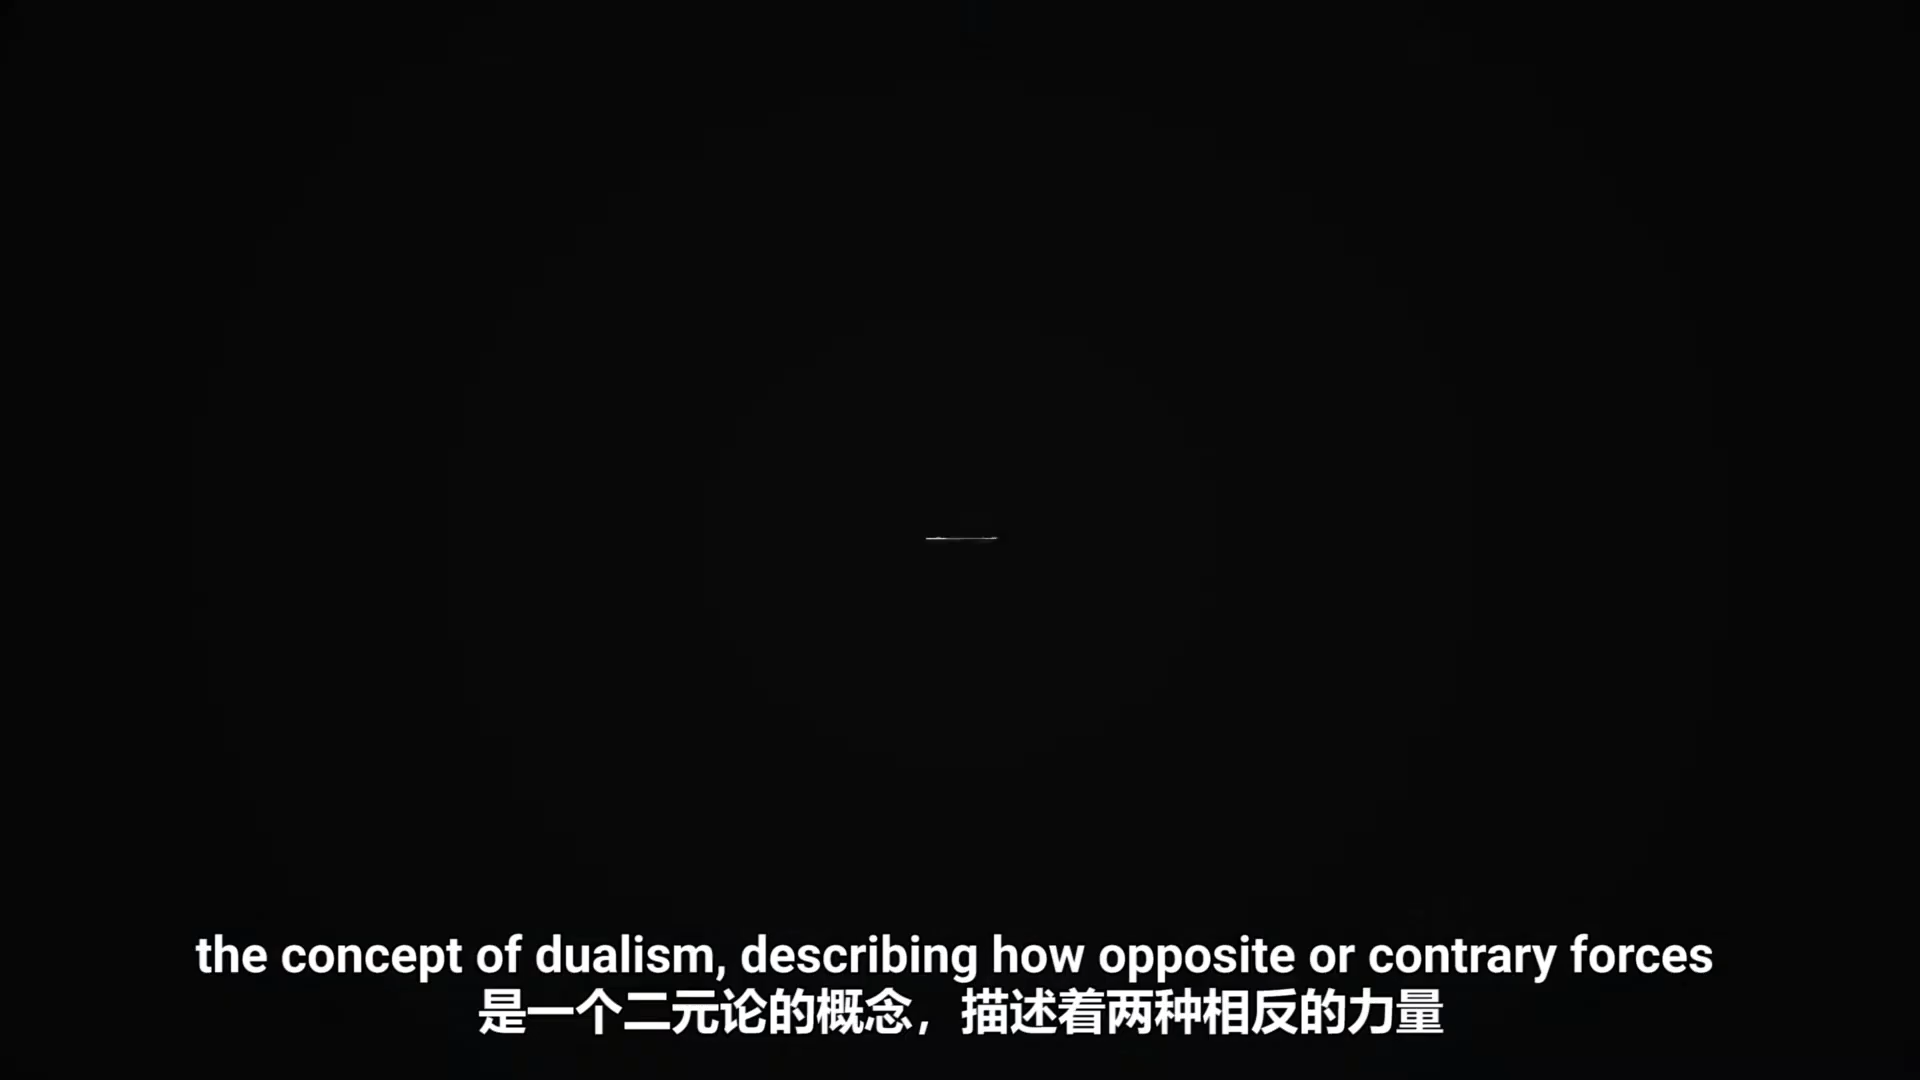 the concept of dualism, describing how opposite or contrary forces
是一个二元论的概念，描述着两种相反的力量